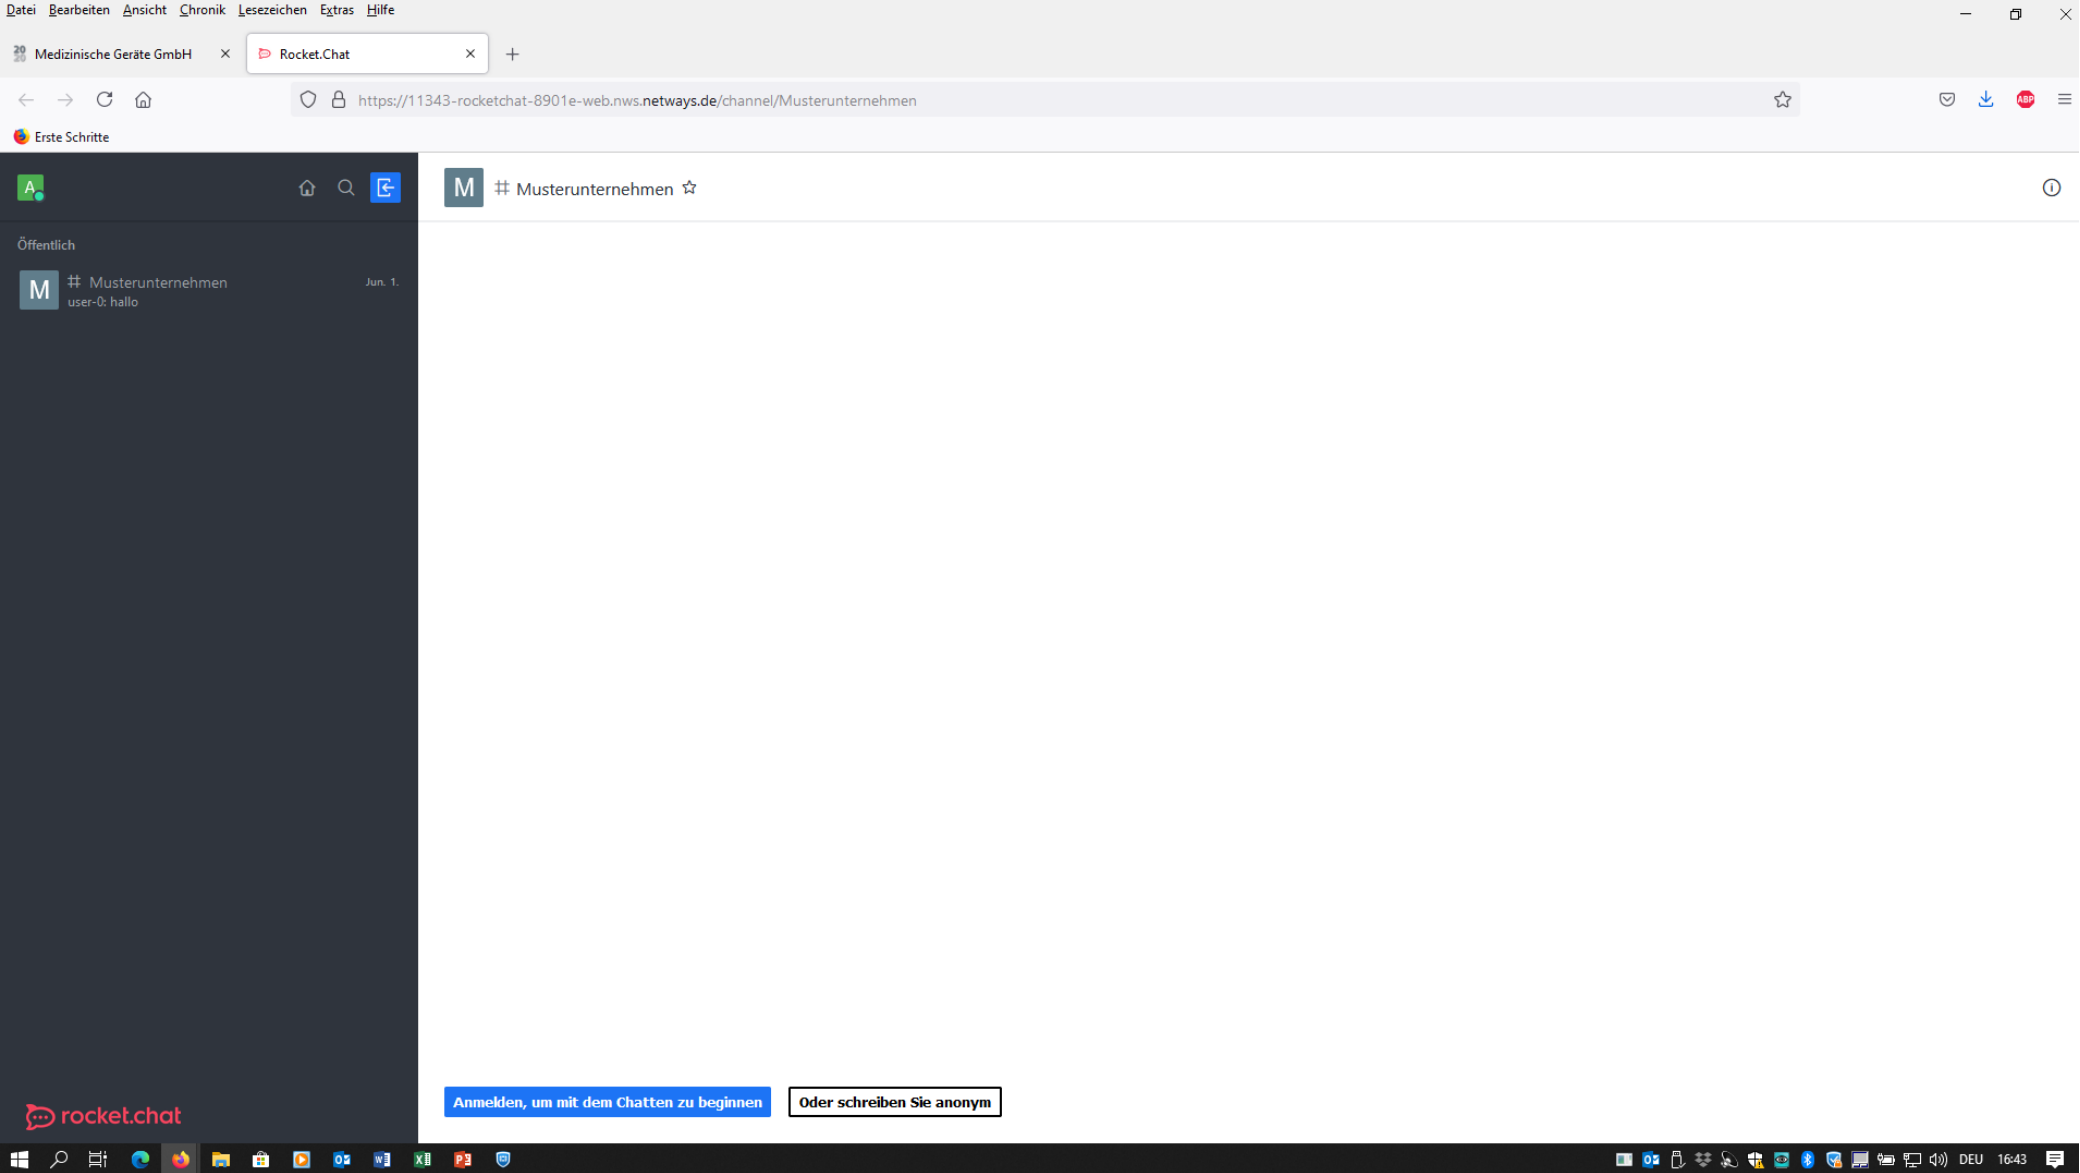 Datei Bearbeiten Ansicht Chronik Lesezeichen Extras Hilfe
Medizinische Geräte GmbH Rocket.Chat
https://11343-rocketchat-8901e-web.nws.netways.de/channel/Musterunternehmen
ABP
Erste Schritte
A
M Musterunternehmen
Öffentlich
M # Musterunternehmen Jun. 1.
user-0: hallo
Anmelden, um mit dem Chatten zu beginnen Oder schreiben Sie anonym
rocket.chat
DEU 16:43